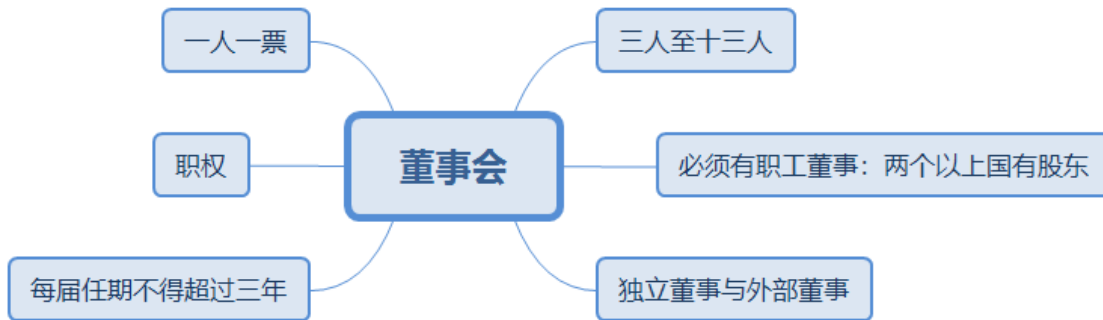 一人一票
三人至十三人
职权
董事会
必须有职工董事：两个以上国有股东
每届任期不得超过三年
独立董事与外部董事